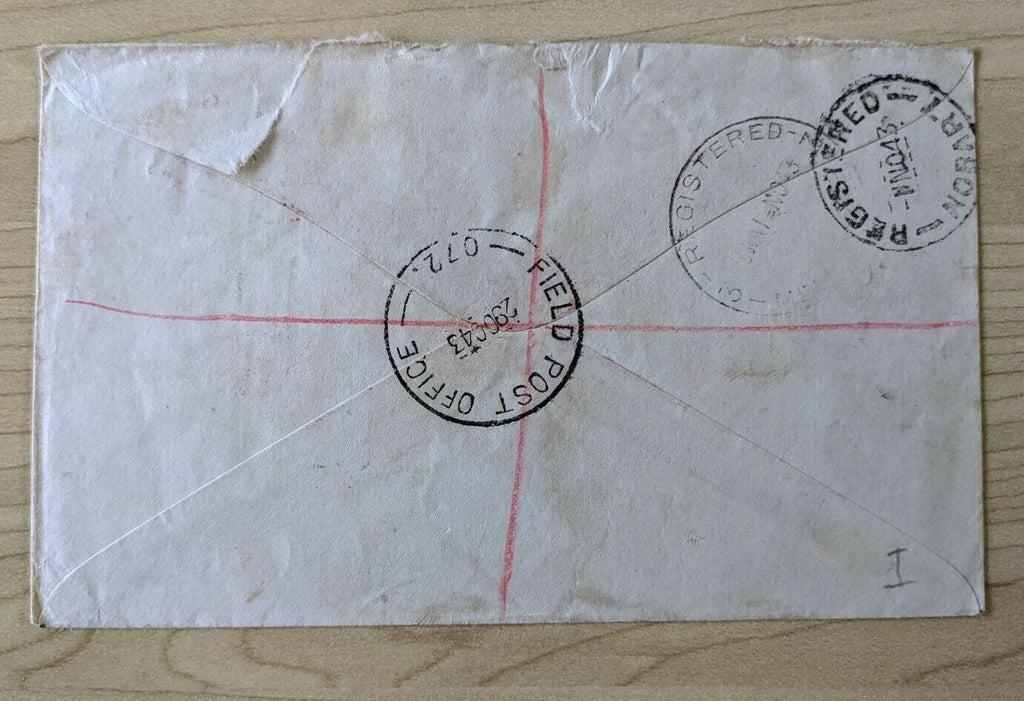 FIELD POST OFFICE
072.
29OC43
REGISTERED
REGISTERED
HOBART
I